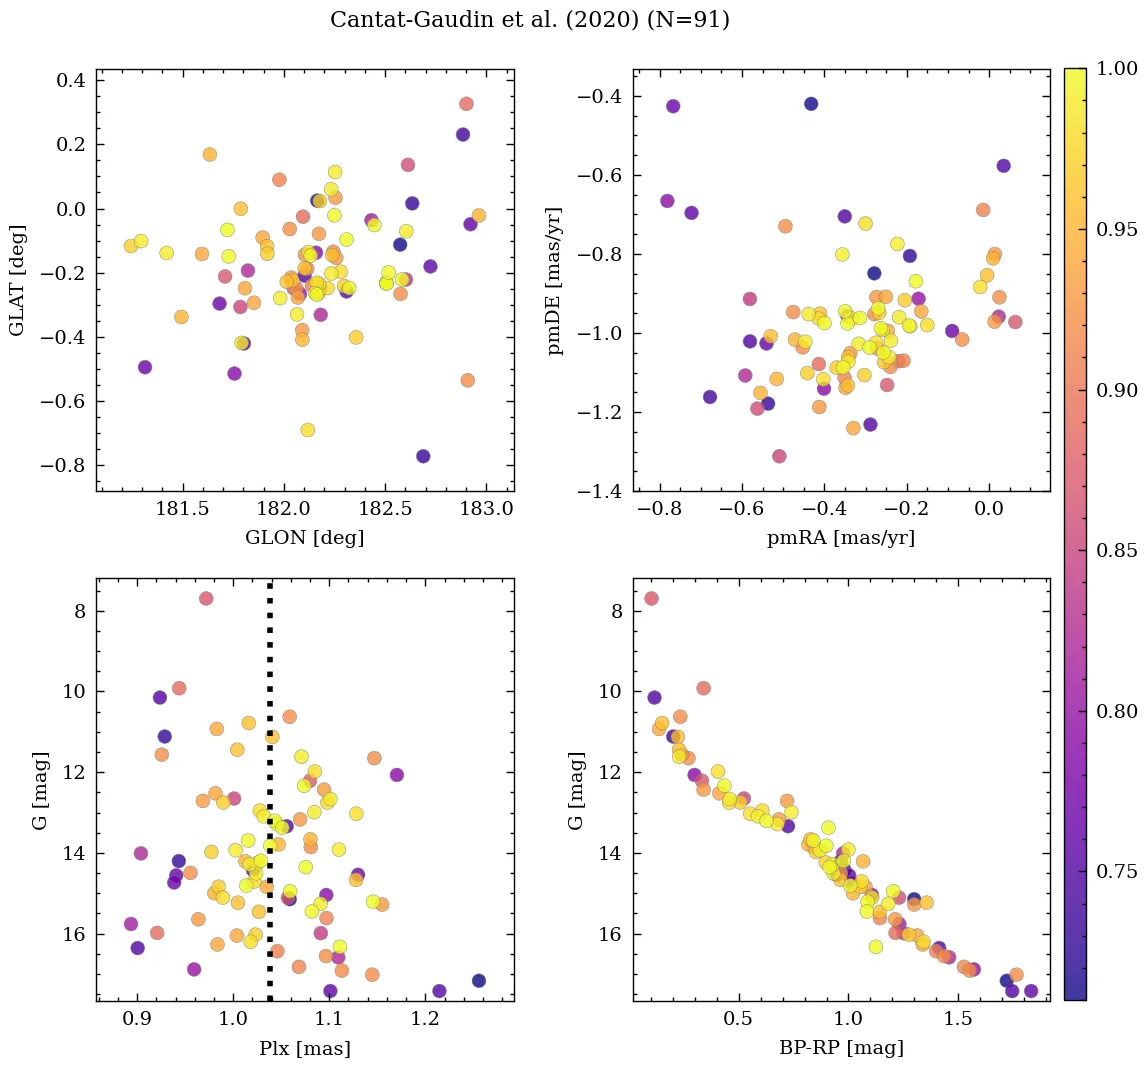 Cantat-Gaudin et al. (2020) (N=91)
0.4
0.2
0.0
−0.2
−0.4
−0.6
−0.8
GLAT [deg]
181.5 182.0 182.5 183.0
GLON [deg]
−0.4
−0.6
−0.8
−1.0
−1.2
−1.4
pmDE [mas/yr]
−0.8 −0.6 −0.4 −0.2 0.0
pmRA [mas/yr]
8
10
12
14
16
G [mag]
0.9 1.0 1.1 1.2
Plx [mas]
8
10
12
14
16
G [mag]
0.5 1.0 1.5
BP-RP [mag]
1.00
0.95
0.90
0.85
0.80
0.75